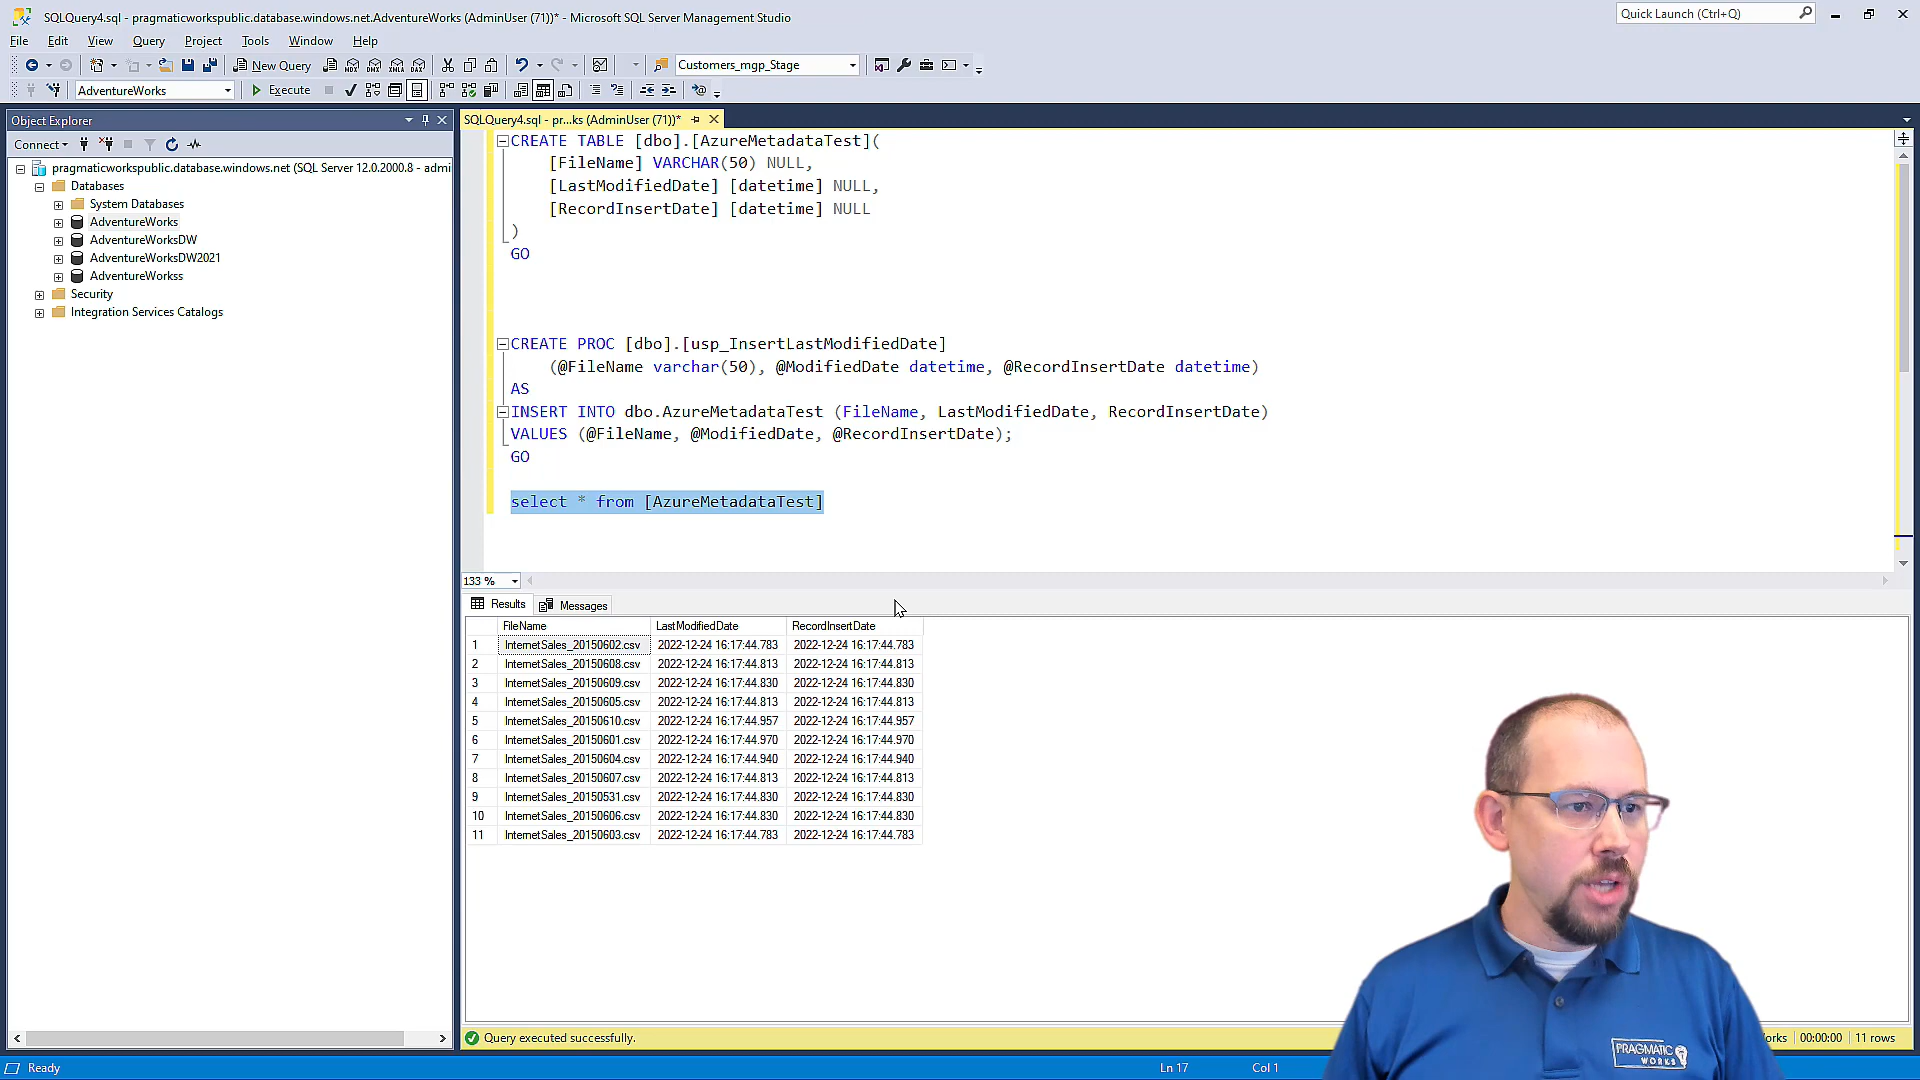 SQLQuery4.sql - pragmaticworkspublic.database.windows.net.AdventureWorks (AdminUser (71))* - Microsoft SQL Server Management Studio
Quick Launch (Ctrl+Q)
File Edit View Query Project Tools Window Help
New Query
MDX DMX XMLA DAX
Customers_mgp_Stage
AdventureWorks
Execute
Object Explorer
SQLQuery4.sql - pr...ks (AdminUser (71))*
Connect
pragmaticworkspublic.database.windows.net (SQL Server 12.0.2000.8 - admi
Databases
System Databases
AdventureWorks
AdventureWorksDW
AdventureWorksDW2021
AdventureWorkss
Security
Integration Services Catalogs
CREATE TABLE [dbo].[AzureMetadataTest](
[FileName] VARCHAR(50) NULL,
[LastModifiedDate] [datetime] NULL,
[RecordInsertDate] [datetime] NULL
)
GO
CREATE PROC [dbo].[usp_InsertLastModifiedDate]
(@FileName varchar(50), @ModifiedDate datetime, @RecordInsertDate datetime)
AS
INSERT INTO dbo.AzureMetadataTest (FileName, LastModifiedDate, RecordInsertDate)
VALUES (@FileName, @ModifiedDate, @RecordInsertDate);
GO
select * from [AzureMetadataTest]
133 %
Results Messages
FileName LastModifiedDate RecordInsertDate
1 InternetSales_20150602.csv 2022-12-24 16:17:44.783 2022-12-24 16:17:44.783
2 InternetSales_20150608.csv 2022-12-24 16:17:44.813 2022-12-24 16:17:44.813
3 InternetSales_20150609.csv 2022-12-24 16:17:44.830 2022-12-24 16:17:44.830
4 InternetSales_20150605.csv 2022-12-24 16:17:44.813 2022-12-24 16:17:44.813
5 InternetSales_20150610.csv 2022-12-24 16:17:44.957 2022-12-24 16:17:44.957
6 InternetSales_20150601.csv 2022-12-24 16:17:44.970 2022-12-24 16:17:44.970
7 InternetSales_20150604.csv 2022-12-24 16:17:44.940 2022-12-24 16:17:44.940
8 InternetSales_20150607.csv 2022-12-24 16:17:44.813 2022-12-24 16:17:44.813
9 InternetSales_20150531.csv 2022-12-24 16:17:44.830 2022-12-24 16:17:44.830
10 InternetSales_20150606.csv 2022-12-24 16:17:44.830 2022-12-24 16:17:44.830
11 InternetSales_20150603.csv 2022-12-24 16:17:44.783 2022-12-24 16:17:44.783
PRAGMATIC
WORKS
Query executed successfully.
orks 00:00:00 11 rows
Ready
Ln 17 Col 1